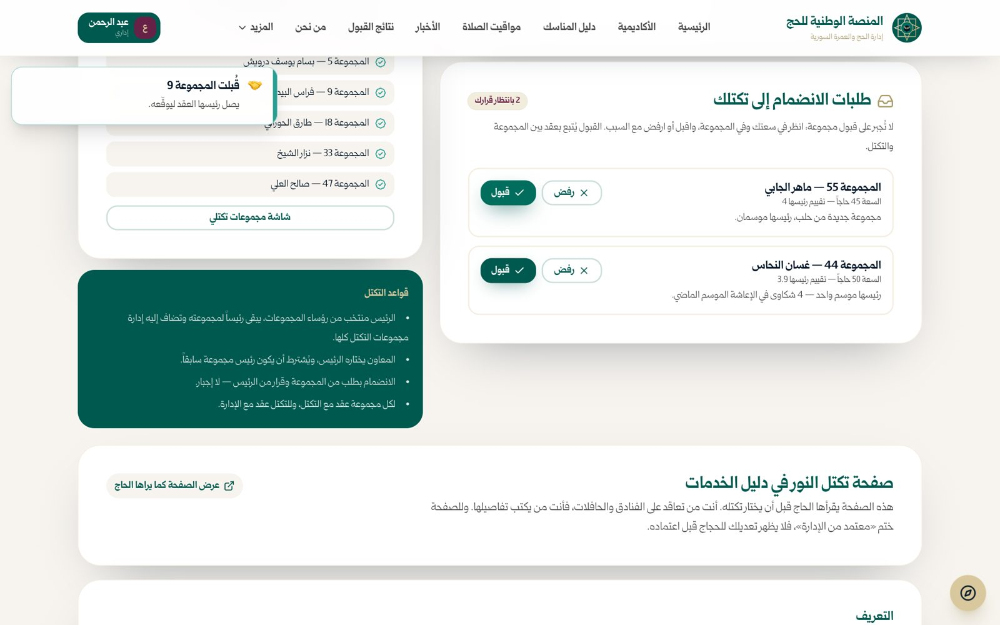 المنصة الوطنية للحج
إدارة الحج والعمرة السورية
الرئيسية
الأكاديمية
دليل المناسك
مواقيت الصلاة
الأخبار
نتائج القبول
من نحن
المزيد
ع
عبد الرحمن
إداري
قُبلت المجموعة 9
يصل رئيسها العقد ليوقّعه.
طلبات الانضمام إلى تكتلك
2 بانتظار قرارك
لا تُجبر على قبول مجموعة: انظر في سعتك وفي المجموعة، واقبل أو ارفض مع السبب. القبول يُتبع بعقد بين المجموعة
والتكتل.
المجموعة 55 — ماهر الجابي
السعة 45 حاجاً — تقييم رئيسها 4
مجموعة جديدة من حلب، رئيسها موسمان.
رفض
قبول
المجموعة 44 — غسان النحاس
السعة 50 حاجاً — تقييم رئيسها 3.9
رئيسها موسم واحد — 4 شكاوى في الإعاشة الموسم الماضي.
رفض
قبول
المجموعة 5 — بسام يوسف درويش
المجموعة 9 — فراس
المجموعة 18 — طارق
المجموعة 33 — نزار الشيخ
المجموعة 47 — صالح العلي
شاشة مجموعات تكتلي
قواعد التكتل
• الرئيس منتخب من رؤساء المجموعات، يبقى رئيساً لمجموعته وتضاف إليه إدارة
مجموعات التكتل كلها.
• المعاون يختاره الرئيس، ويُشترط أن يكون رئيس مجموعة سابقاً.
• الانضمام بطلب من المجموعة وقرار من الرئيس — لا إجبار.
• لكل مجموعة عقد مع التكتل، وللتكتل عقد مع الإدارة.
صفحة تكتل النور في دليل الخدمات
عرض الصفحة كما يراها الحاج
هذه الصفحة يقرأها الحاج قبل أن يختار تكتله. أنت من تعاقد على الفنادق والحافلات، فأنت من يكتب تفاصيلها. وللصفحة
ختم «معتمد من الإدارة»، فلا يظهر تعديلك للحجاج قبل اعتماده.
التعريف